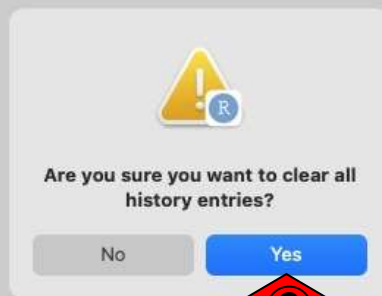 R
Are you sure you want to clear all
history entries?
No
Yes